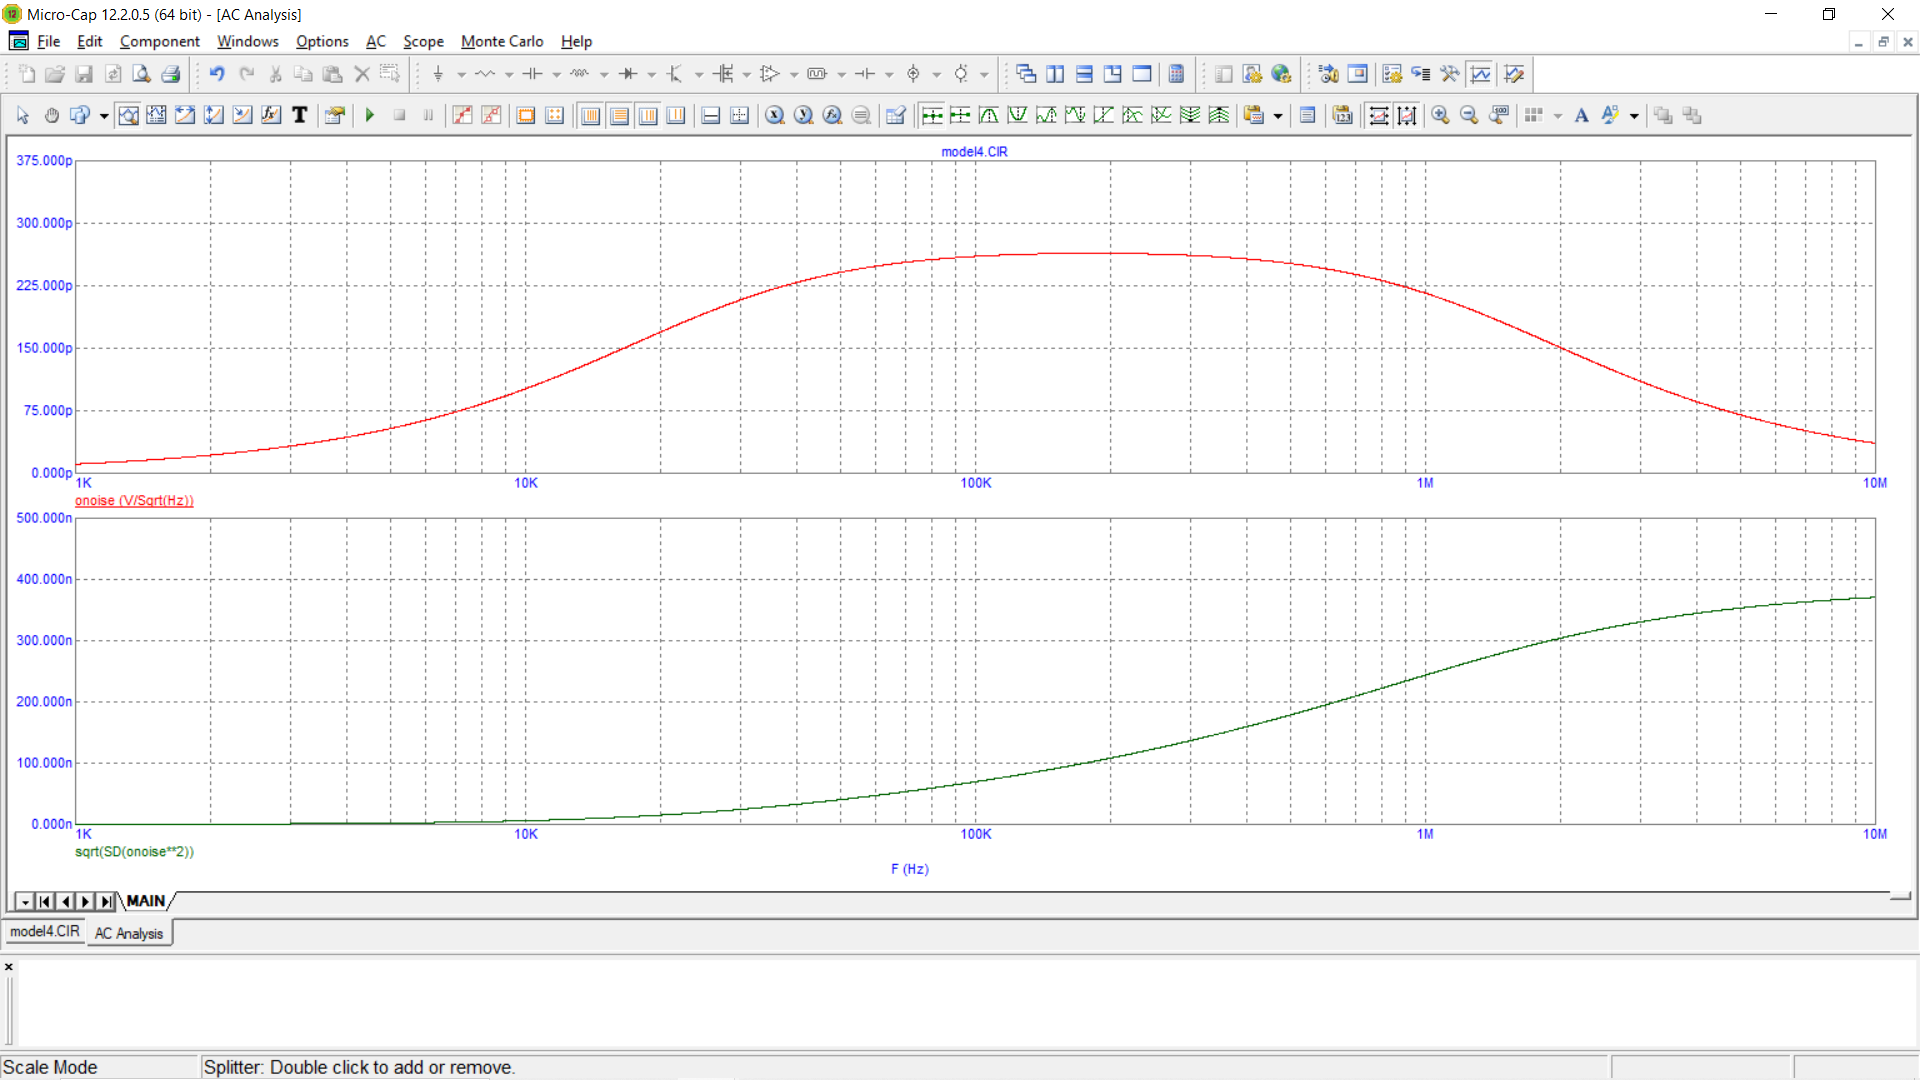 Micro-Cap 12.2.0.5 (64 bit) - [AC Analysis]
File Edit Component Windows Options AC Scope Monte Carlo Help
model4.CIR
375.000p
300.000p
225.000p
150.000p
75.000p
0.000p
1K 10K 100K 1M 10M
onoise (V/Sqrt(Hz))
500.000n
400.000n
300.000n
200.000n
100.000n
0.000n
1K 10K 100K 1M 10M
sqrt(SD(onoise**2))
F (Hz)
MAIN
model4.CIR AC Analysis
Scale Mode Splitter: Double click to add or remove.